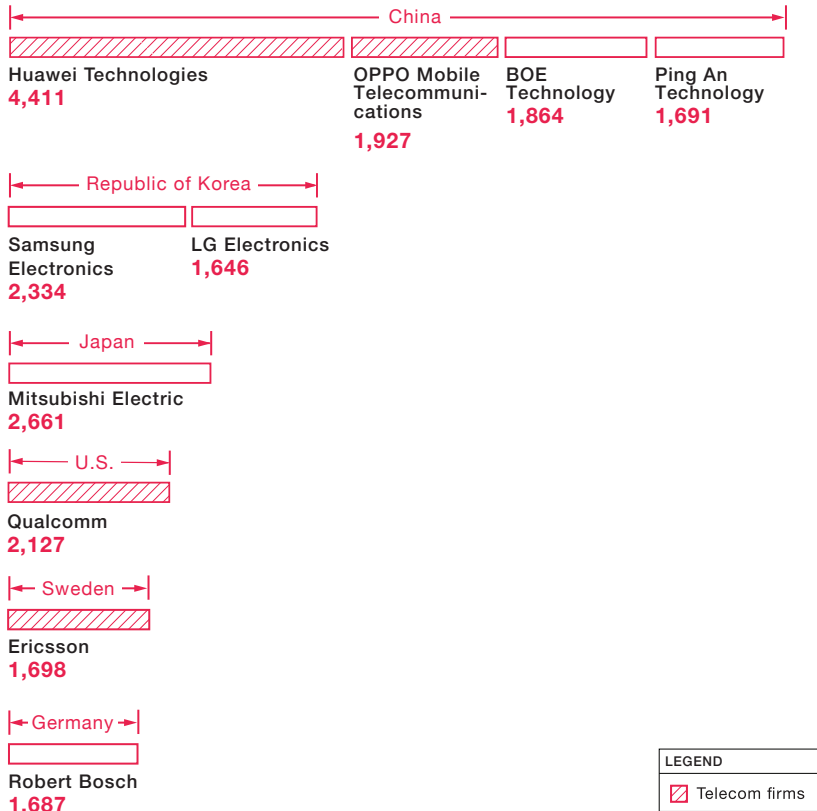 China
Huawei Technologies
4,411
OPPO Mobile
Telecommuni-
cations
1,927
BOE
Technology
1,864
Ping An
Technology
1,691
Republic of Korea
Samsung
Electronics
2,334
LG Electronics
1,646
Japan
Mitsubishi Electric
2,661
U.S.
Qualcomm
2,127
Sweden
Ericsson
1,698
Germany
Robert Bosch
1,687
LEGEND
Telecom firms